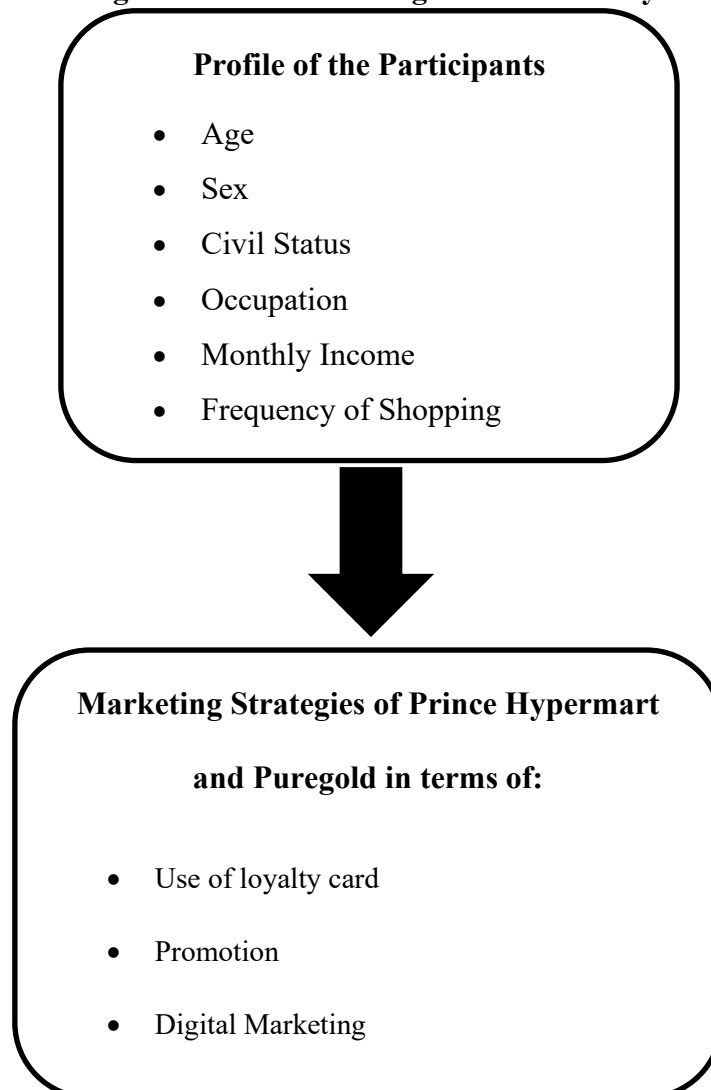 Profile of the Participants
• Age
• Sex
• Civil Status
• Occupation
• Monthly Income
• Frequency of Shopping
Marketing Strategies of Prince Hypermart
and Puregold in terms of:
• Use of loyalty card
• Promotion
• Digital Marketing